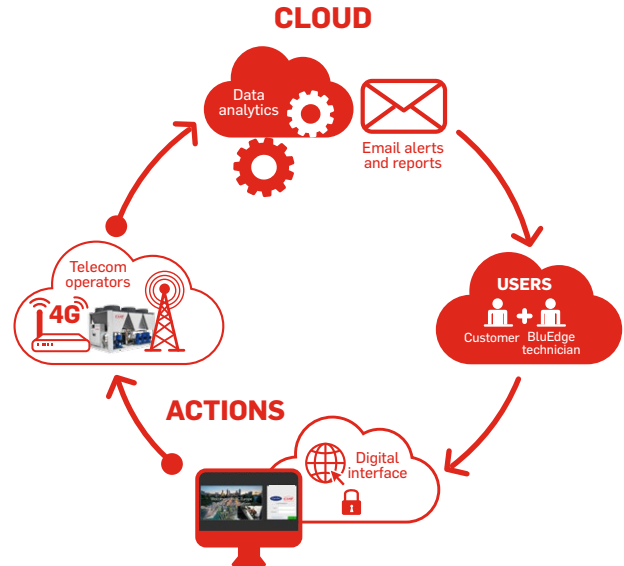 CLOUD
Data
analytics
Email alerts
and reports
Telecom
operators
4G
USERS
Customer
BluEdge
technician
ACTIONS
Digital
interface